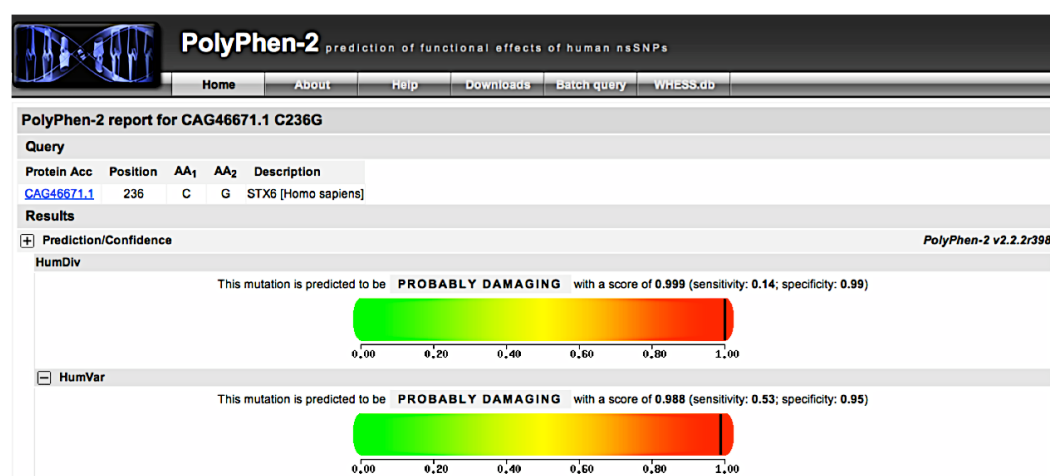 PolyPhen-2 prediction of functional effects of human nsSNPs
Home About Help Downloads Batch query WHESS.db
PolyPhen-2 report for CAG46671.1 C236G
Query
Protein Acc Position AA1 AA2 Description
CAG46671.1 236 C G STX6 [Homo sapiens]
Results
+ Prediction/Confidence PolyPhen-2 v2.2.2r398
HumDiv
This mutation is predicted to be PROBABLY DAMAGING with a score of 0.999 (sensitivity: 0.14; specificity: 0.99)
0.00 0.20 0.40 0.60 0.80 1.00
− HumVar
This mutation is predicted to be PROBABLY DAMAGING with a score of 0.988 (sensitivity: 0.53; specificity: 0.95)
0.00 0.20 0.40 0.60 0.80 1.00